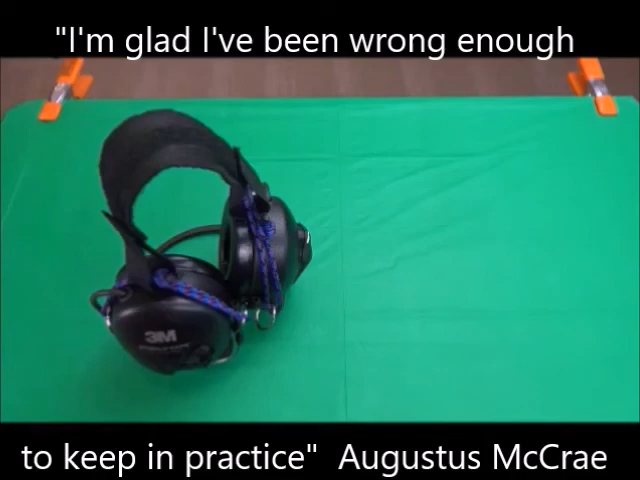 "I'm glad I've been wrong enough
3M
to keep in practice"  Augustus McCrae